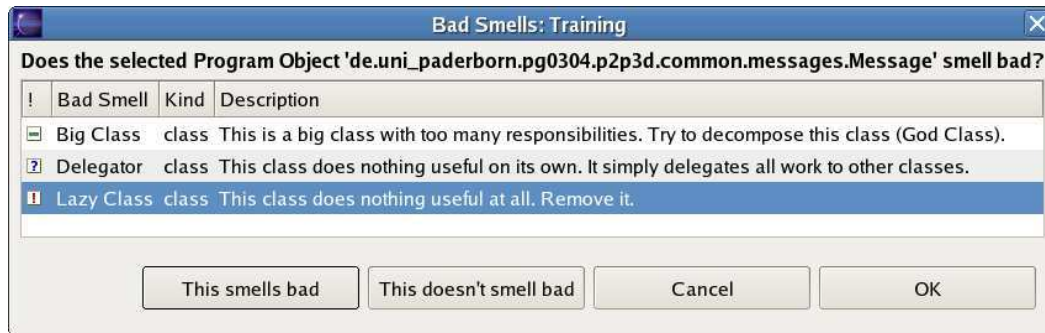 Bad Smells: Training
Does the selected Program Object 'de.uni_paderborn.pg0304.p2p3d.common.messages.Message' smell bad?
! Bad Smell Kind Description
Big Class class This is a big class with too many responsibilities. Try to decompose this class (God Class).
? Delegator class This class does nothing useful on its own. It simply delegates all work to other classes.
! Lazy Class class This class does nothing useful at all. Remove it.
This smells bad This doesn't smell bad Cancel OK